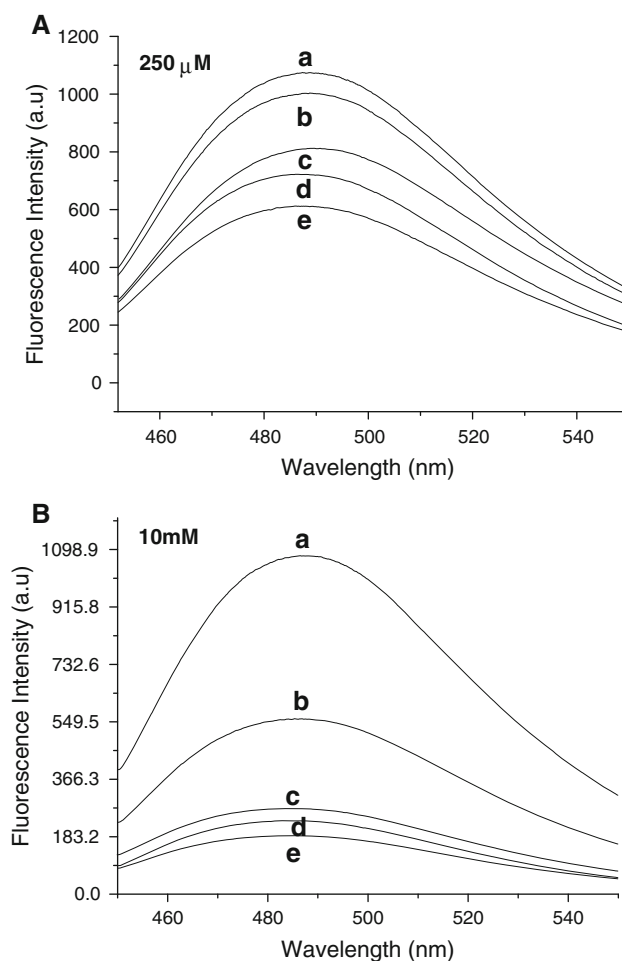 A
250 μM
Fluorescence Intensity (a.u)
1200
1000
800
600
400
200
0
a
b
c
d
e
460 480 500 520 540
Wavelength (nm)
B
10mM
Fluorescence Intensity (a.u)
1098.9
915.8
732.6
549.5
366.3
183.2
0.0
a
b
c
d
e
460 480 500 520 540
Wavelength (nm)